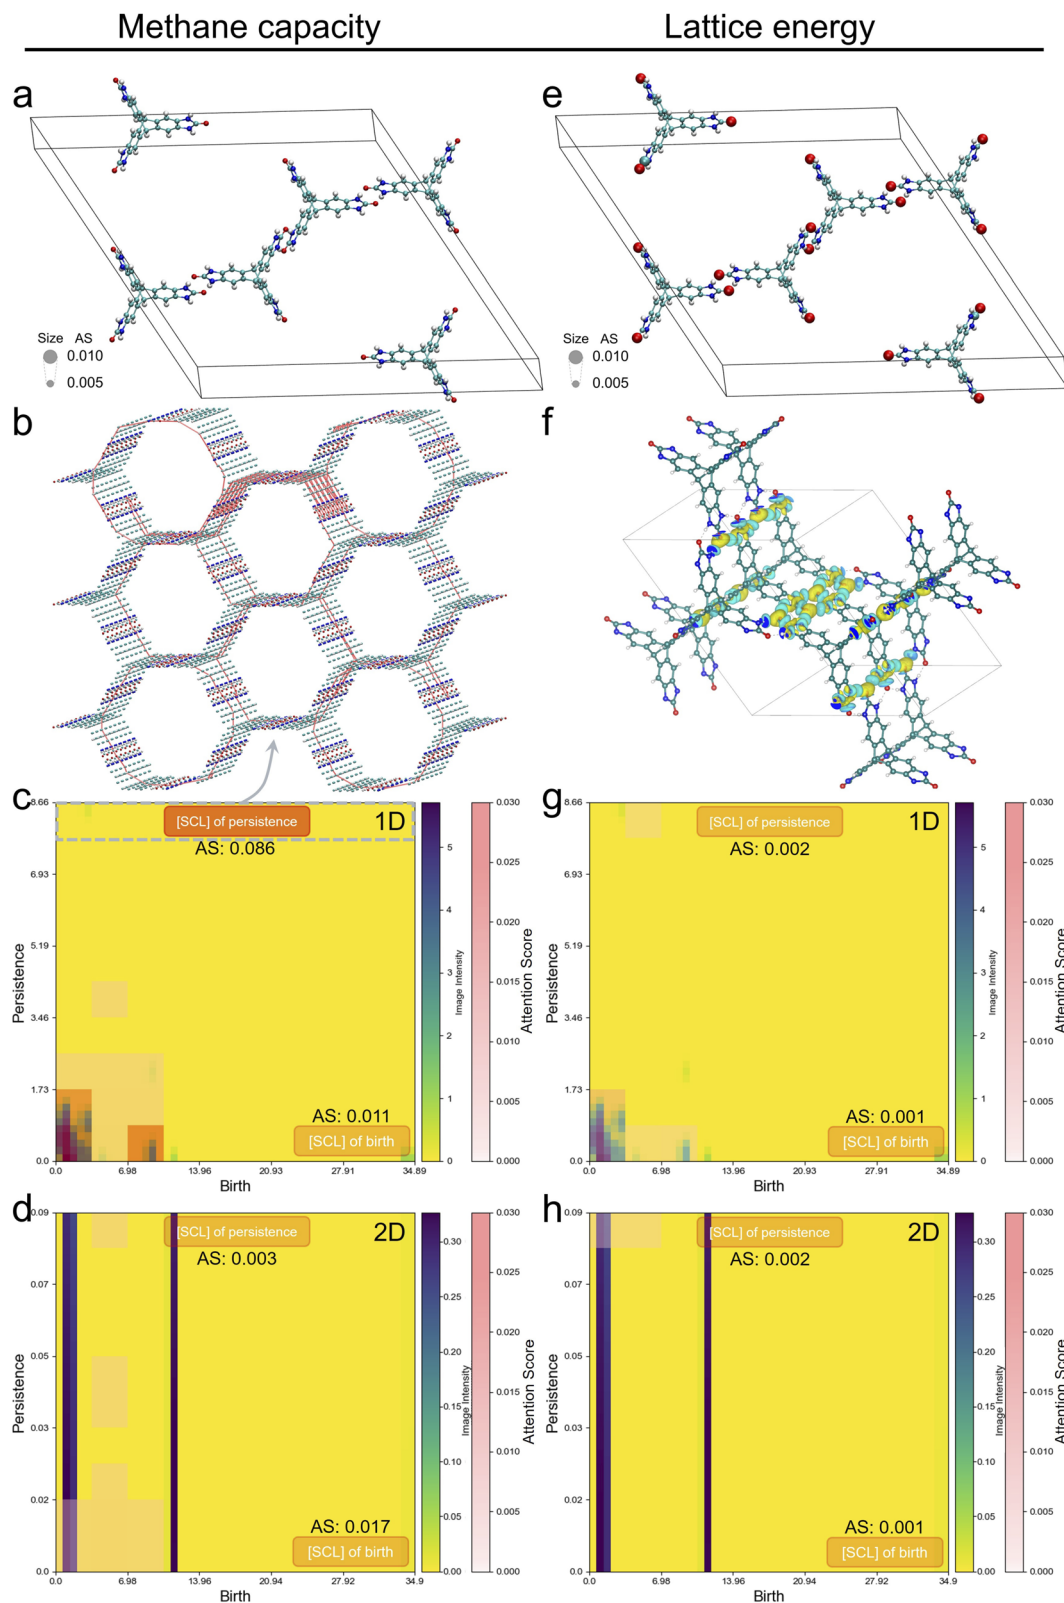 Methane capacity
Lattice energy
a
e
Size AS
0.010
0.005
Size AS
0.010
0.005
b
f
c
8.66
6.93
5.19
3.46
1.73
0.0
Persistence
[SCL] of persistence
1D
AS: 0.086
AS: 0.011
[SCL] of birth
0.0 6.98 13.96 20.93 27.91 34.89
Birth
5
4
3
2
1
0
Image Intensity
0.030
0.025
0.020
0.015
0.010
0.005
0.000
Attention Score
g
8.66
6.93
5.19
3.46
1.73
0.0
Persistence
[SCL] of persistence
1D
AS: 0.002
AS: 0.001
[SCL] of birth
0.0 6.98 13.96 20.93 27.91 34.89
Birth
5
4
3
2
1
0
Image Intensity
0.030
0.025
0.020
0.015
0.010
0.005
0.000
Attention Score
d
0.09
0.07
0.05
0.03
0.02
0.0
Persistence
[SCL] of persistence
2D
AS: 0.003
AS: 0.017
[SCL] of birth
0.0 6.98 13.96 20.94 27.92 34.9
Birth
0.30
0.25
0.20
0.15
0.10
0.05
0.00
Image Intensity
0.030
0.025
0.020
0.015
0.010
0.005
0.000
Attention Score
h
0.09
0.07
0.05
0.03
0.02
0.0
Persistence
[SCL] of persistence
2D
AS: 0.002
AS: 0.001
[SCL] of birth
0.0 6.98 13.96 20.94 27.92 34.9
Birth
0.30
0.25
0.20
0.15
0.10
0.05
0.00
Image Intensity
0.030
0.025
0.020
0.015
0.010
0.005
0.000
Attention Score